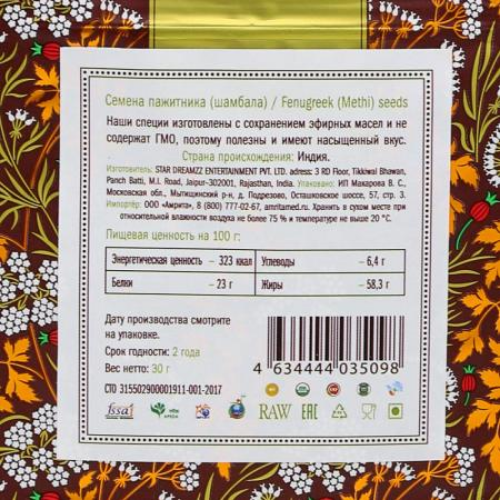 Семена пажитника (шамбала) / Fenugreek (Methi) seeds
Наши специи изготовлены с сохранением эфирных масел и не
содержат ГМО, поэтому полезны и имеют насыщенный вкус.
Страна происхождения: Индия.
Изготовитель: STAR DREAMZZ ENTERTAINMENT PVT. LTD. adress: 3 RD Floor, Tikkiwal Bhawan,
Panch Batti, M.I. Road, Jaipur-302001, Rajasthan, India. Упаковано: ИП Макарова В. С.,
Московская обл., Мытищинский р-н, д. Подрезово, Осташковское шоссе, 57, стр. 3.
Импортёр: ООО «Амрита», 8 (800) 777-02-67, amritamed.ru. Хранить в сухом месте при
относительной влажности воздуха не более 75 % и температуре не выше 20 °C.
Пищевая ценность на 100 г:
Энергетическая ценность – 323 ккал
Углеводы – 6,4 г
Белки – 23 г
Жиры – 58,3 г
Дату производства смотрите
на упаковке.
Срок годности: 2 года
Вес нетто: 30 г
4 634444 035098
СТО 315502900001911-001-2017
fssai
RAW
EAC